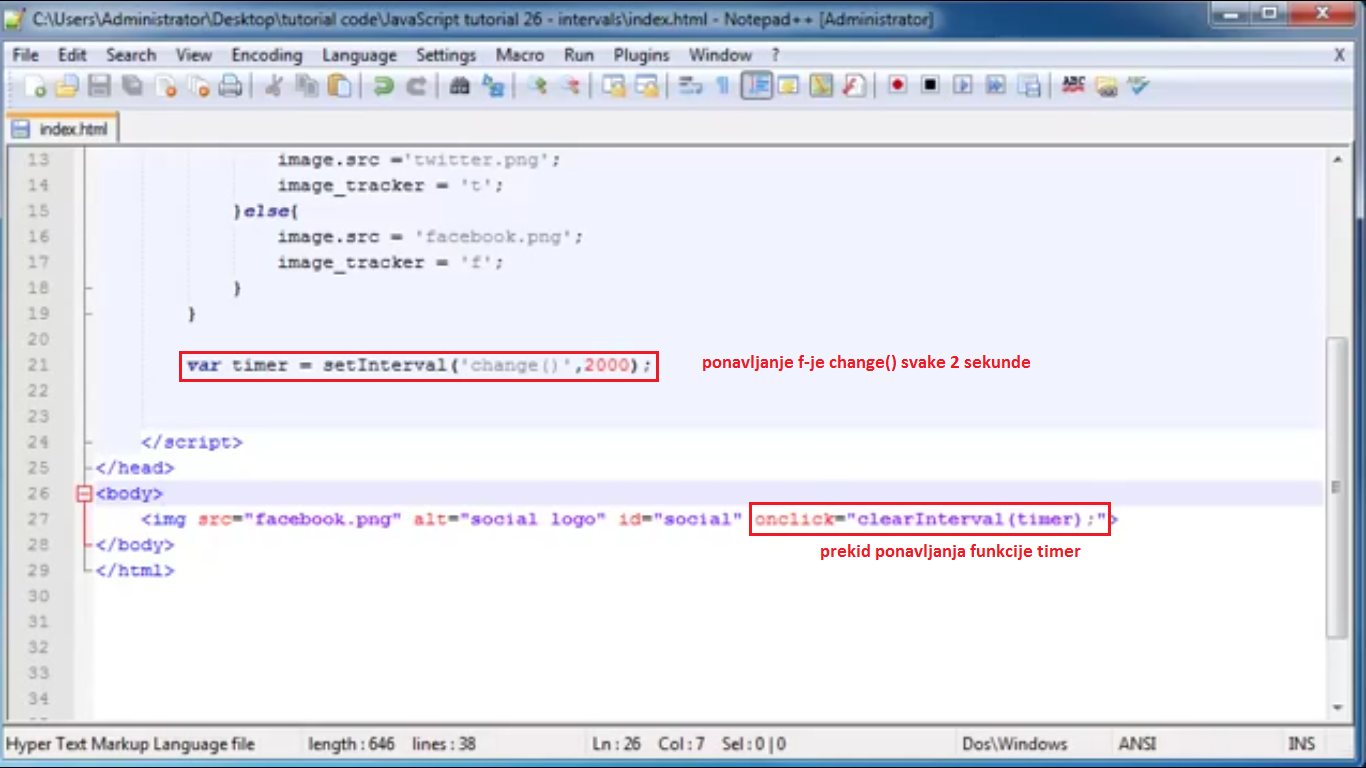 C:\Users\Administrator\Desktop\tutorial code\JavaScript tutorial 26 - intervals\index.html - Notepad++ [Administrator]
File Edit Search View Encoding Language Settings Macro Run Plugins Window ? X
ABC
index.html
13 image.src ='twitter.png';
14 image_tracker = 't';
15 }else{
16 image.src = 'facebook.png';
17 image_tracker = 'f';
18 }
19 }
20
21 var timer = setInterval('change()',2000); ponavljanje f-je change() svake 2 sekunde
22
23
24 </script>
25 </head>
26 <body>
27 <img src="facebook.png" alt="social logo" id="social" onclick="clearInterval(timer);">
28 </body>
prekid ponavljanja funkcije timer
29 </html>
30
31
32
33
34
Hyper Text Markup Language file length : 646 lines : 38 Ln : 26 Col : 7 Sel : 0 | 0 Dos\Windows ANSI INS